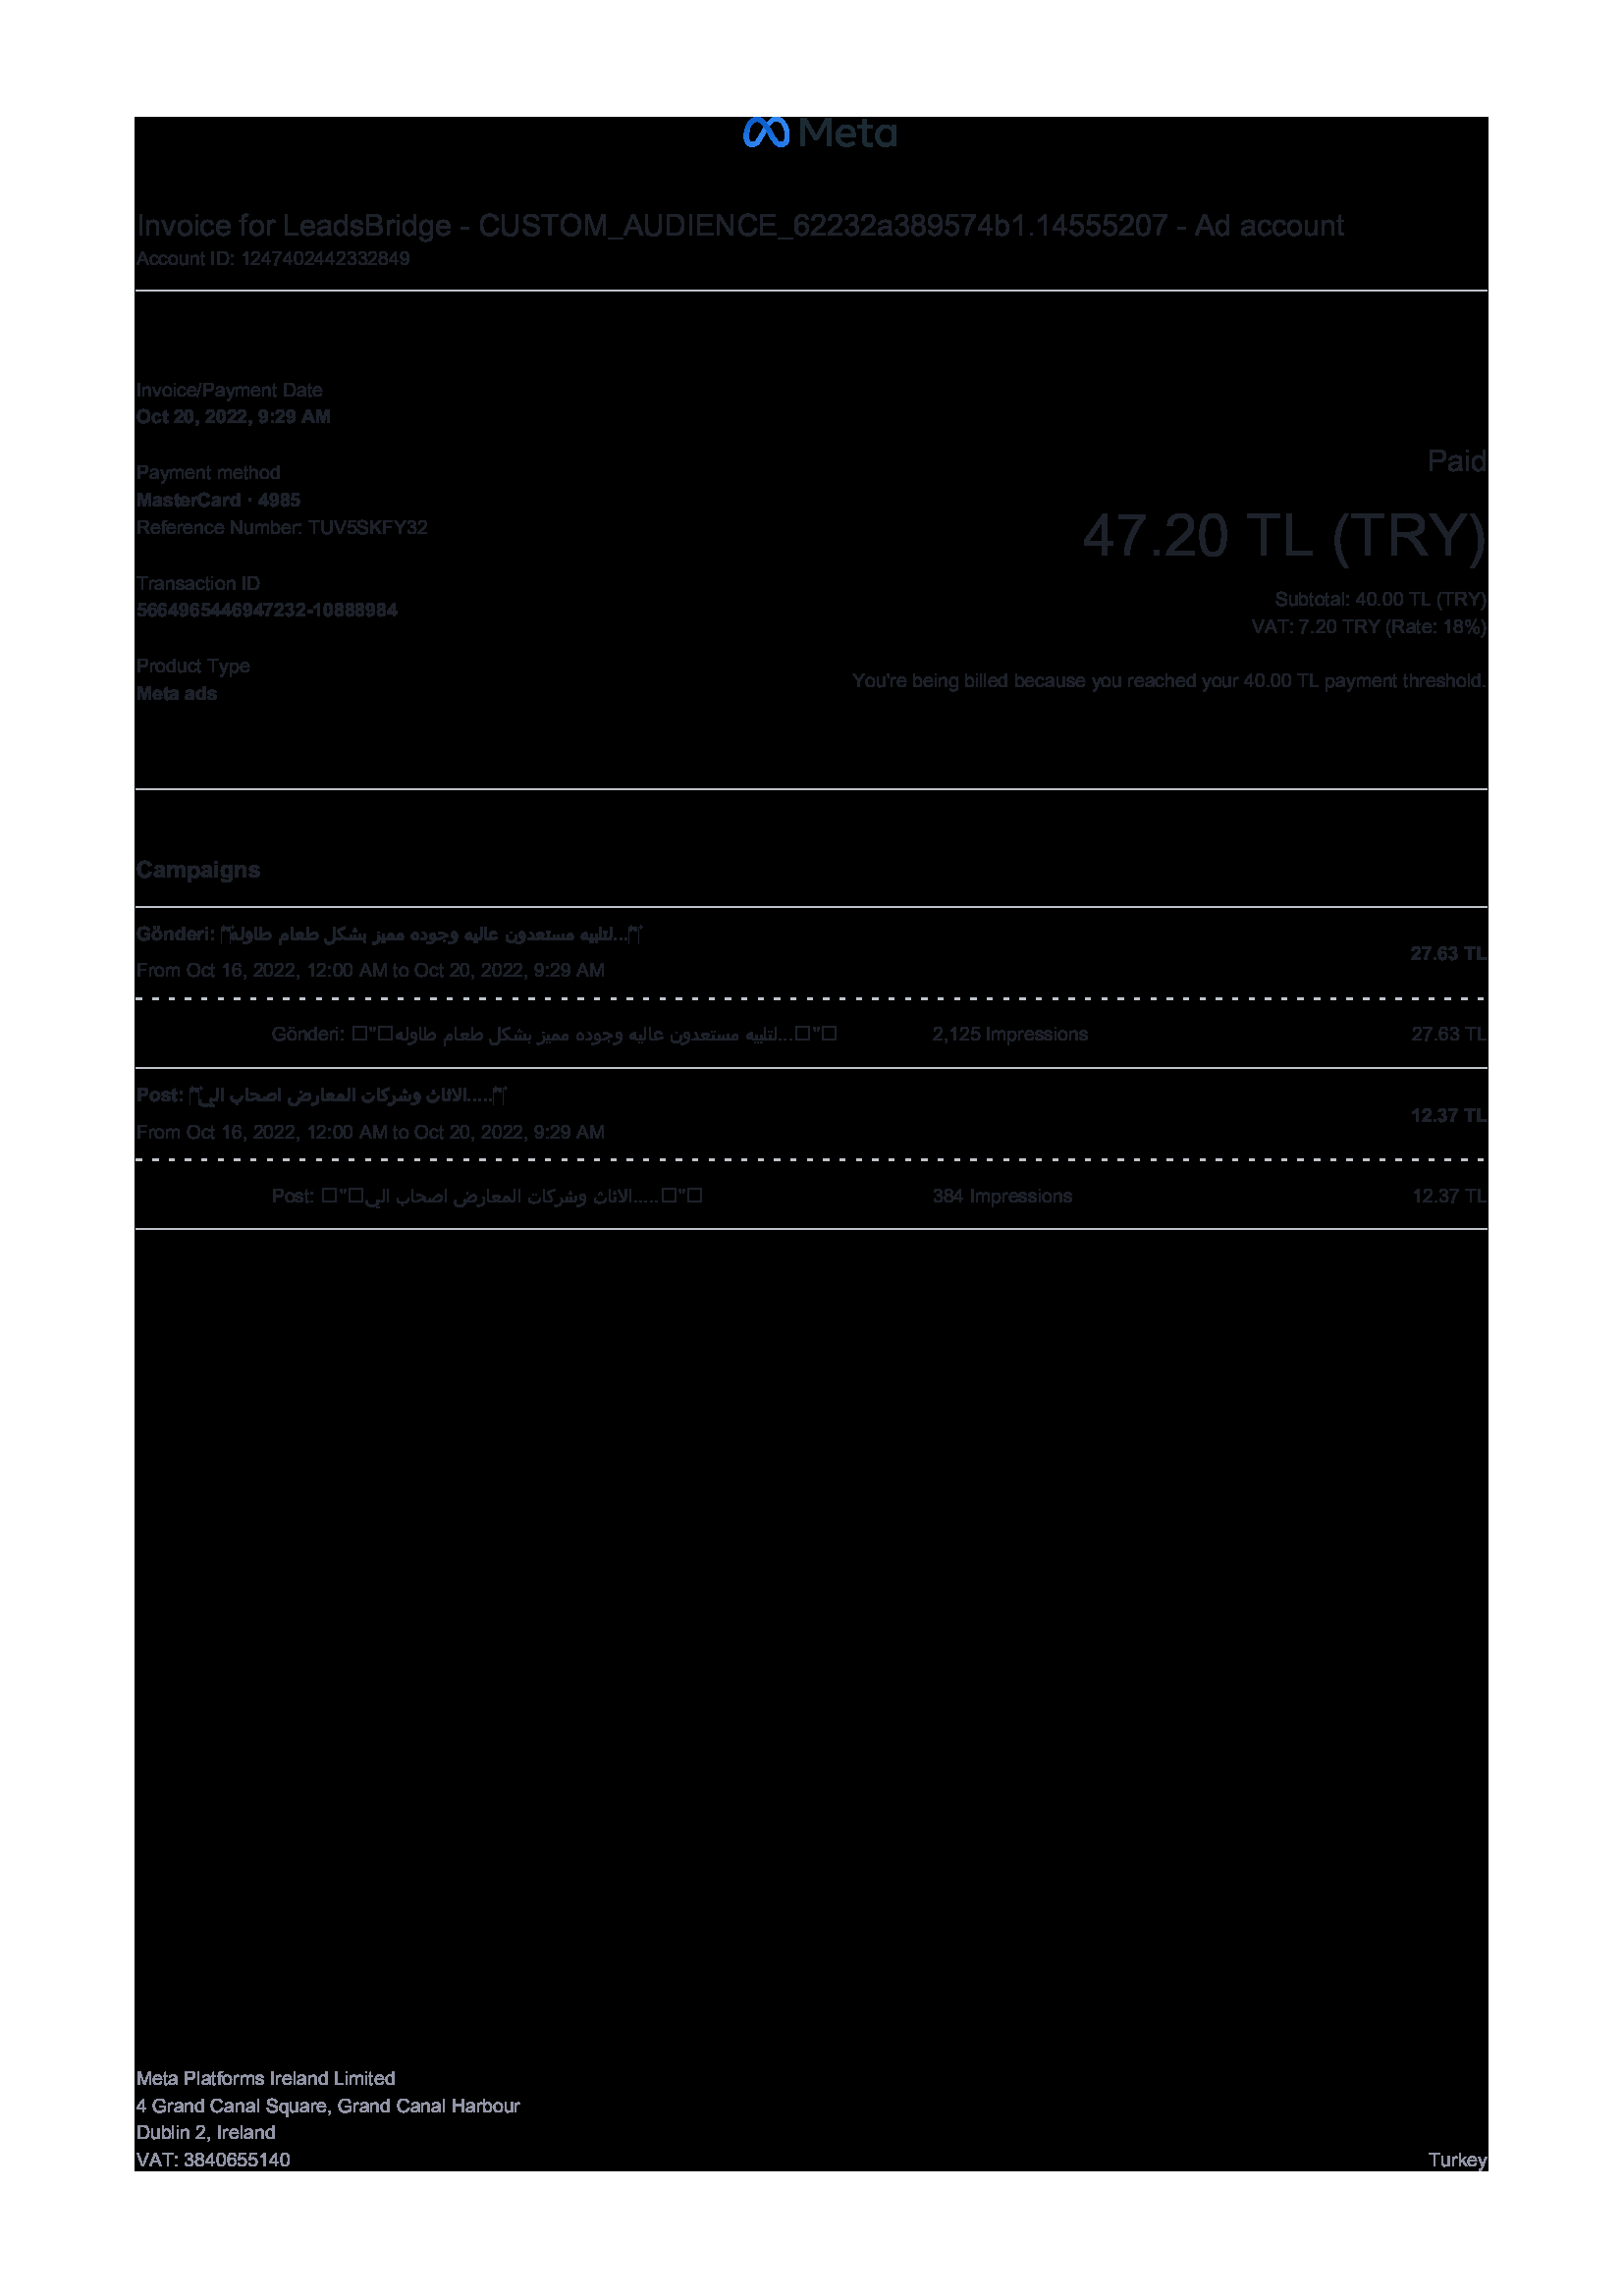 Meta
Invoice for LeadsBridge - CUSTOM_AUDIENCE_62232a389574b1.14555207 - Ad account
Account ID: 1247402442332849
Invoice/Payment Date
Oct 20, 2022, 9:29 AM
Payment method
MasterCard · 4985
Reference Number: TUV5SKFY32
Transaction ID
5664965446947232-10888984
Product Type
Meta ads
Paid
47.20 TL (TRY)
Subtotal: 40.00 TL (TRY)
VAT: 7.20 TRY (Rate: 18%)
You're being billed because you reached your 40.00 TL payment threshold.
Campaigns
Gönderi: "طاوله طعام بشكل مميز وجوده عاليه مستعدون لتلبيه..."
From Oct 16, 2022, 12:00 AM to Oct 20, 2022, 9:29 AM
27.63 TL
Gönderi: "طاوله طعام بشكل مميز وجوده عاليه مستعدون لتلبيه..." 2,125 Impressions 27.63 TL
Post: "الي اصحاب المعارض وشركات الاثاث....."
From Oct 16, 2022, 12:00 AM to Oct 20, 2022, 9:29 AM
12.37 TL
Post: "الي اصحاب المعارض وشركات الاثاث....." 384 Impressions 12.37 TL
Meta Platforms Ireland Limited
4 Grand Canal Square, Grand Canal Harbour
Dublin 2, Ireland
VAT: 3840655140
Turkey